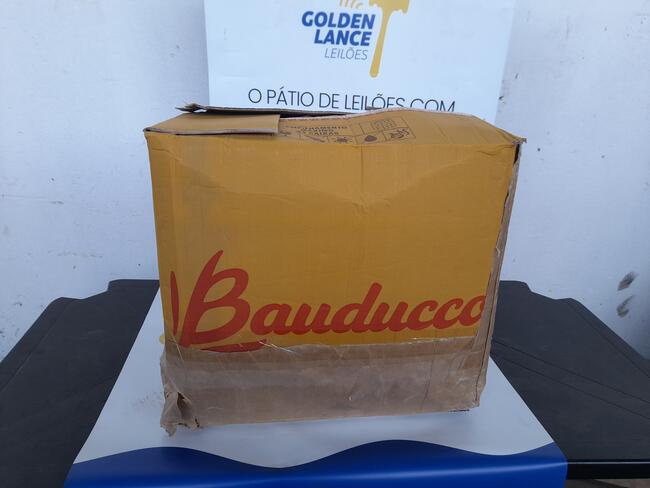 GOLDEN
LANCE
LEILÕES
O PÁTIO DE LEILÕES.COM
Bauducco